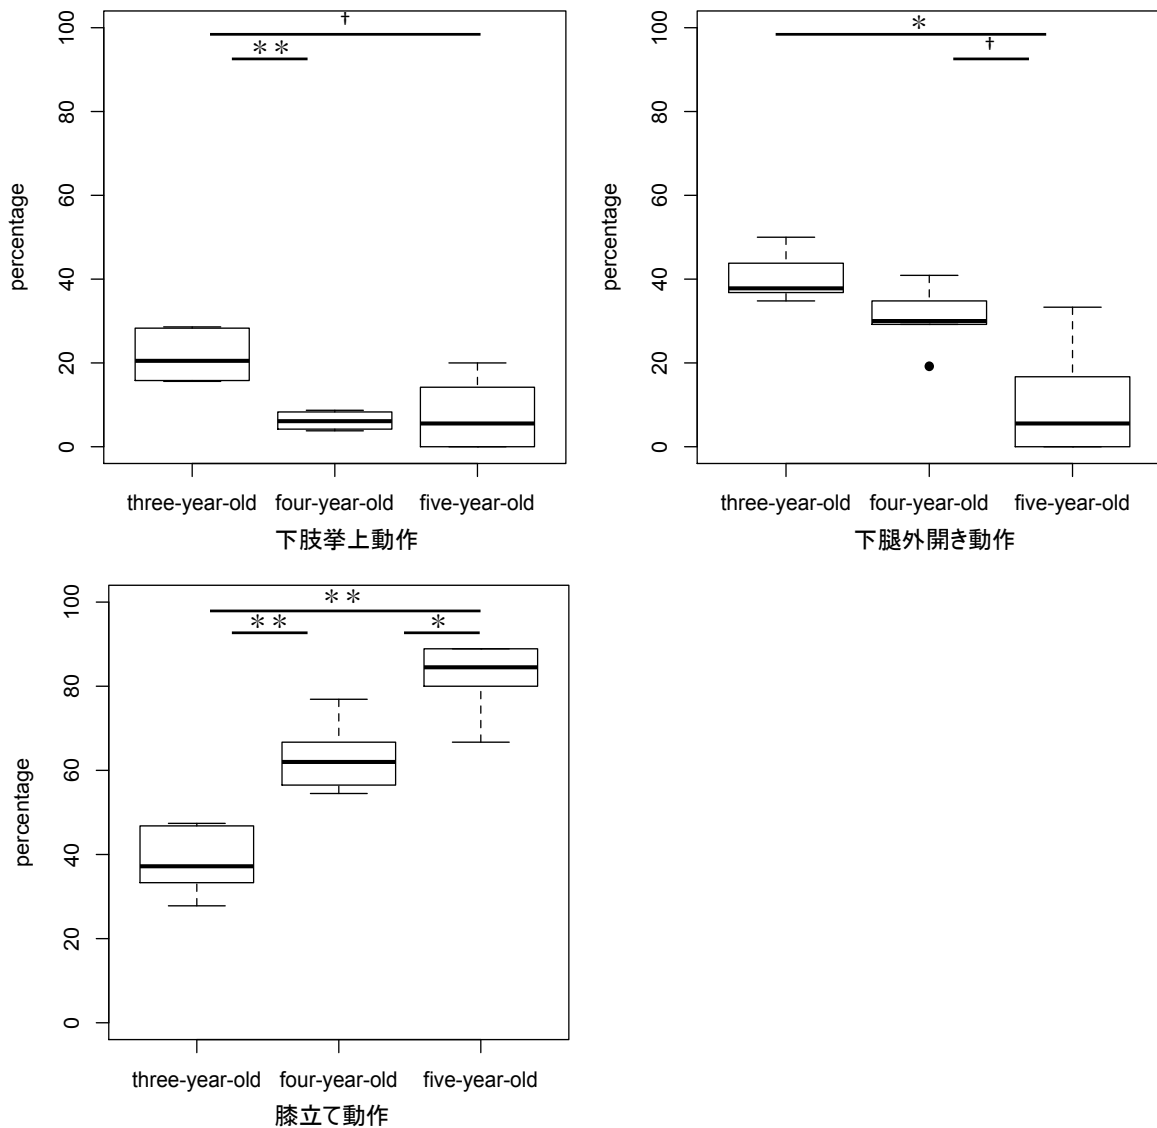 †
＊＊
percentage
100
80
60
40
20
0
three-year-old four-year-old five-year-old
下肢挙上動作
＊
†
percentage
100
80
60
40
20
0
three-year-old four-year-old five-year-old
下腿外開き動作
＊＊
＊＊ ＊
percentage
100
80
60
40
20
0
three-year-old four-year-old five-year-old
膝立て動作